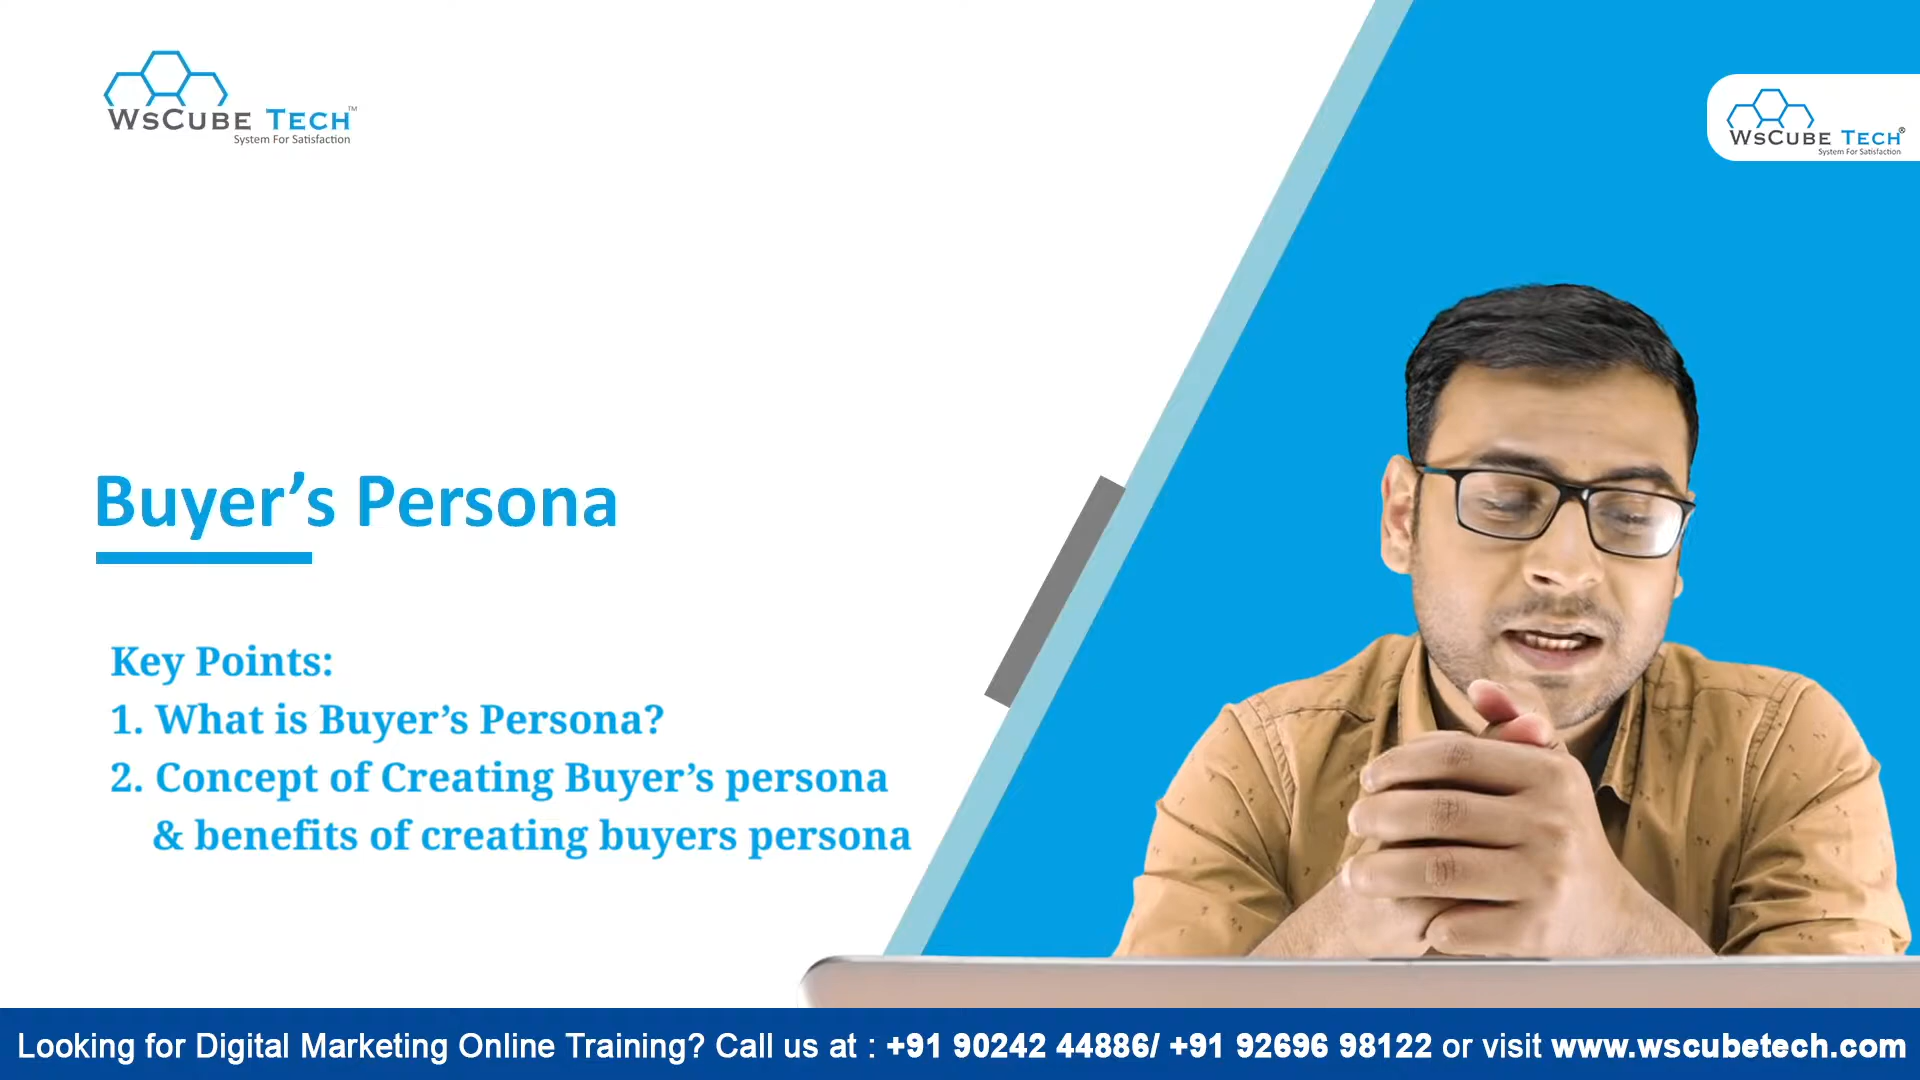 WsCube Tech™
System For Satisfaction
WsCube Tech®
System For Satisfaction
Buyer’s Persona
Key Points:
1. What is Buyer’s Persona?
2. Concept of Creating Buyer’s persona
& benefits of creating buyers persona
Looking for Digital Marketing Online Training? Call us at : +91 90242 44886/ +91 92696 98122 or visit www.wscubetech.com